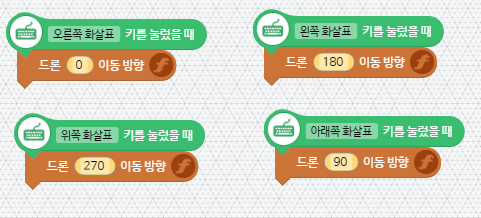 오른쪽 화살표 키를 눌렀을 때
드론 0 이동 방향
왼쪽 화살표 키를 눌렀을 때
드론 180 이동 방향
위쪽 화살표 키를 눌렀을 때
드론 270 이동 방향
아래쪽 화살표 키를 눌렀을 때
드론 90 이동 방향